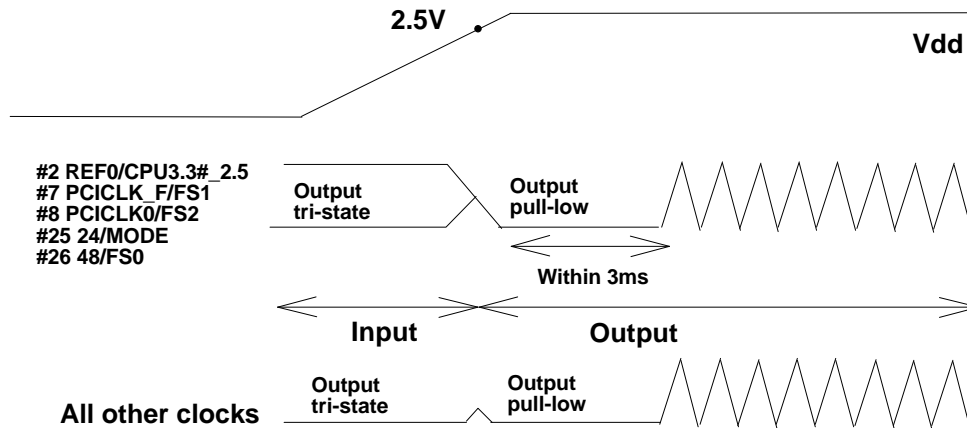 2.5V
Vdd
#2 REF0/CPU3.3#_2.5
#7 PCICLK_F/FS1
#8 PCICLK0/FS2
#25 24/MODE
#26 48/FS0
Output
tri-state
Output
pull-low
Within 3ms
Input
Output
All other clocks
Output
tri-state
Output
pull-low